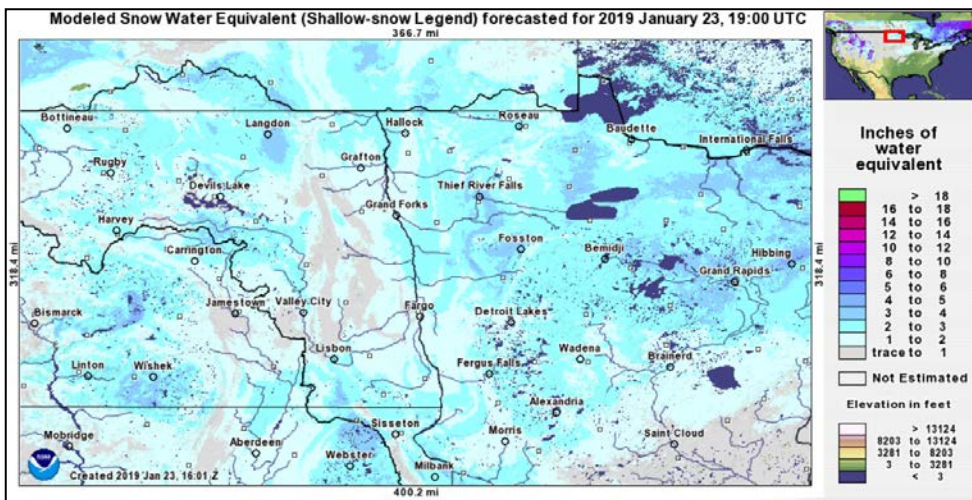 Modeled Snow Water Equivalent (Shallow-snow Legend) forecasted for 2019 January 23, 19:00 UTC
366.7 mi
Bottineau
Langdon
Hallock
Roseau
Baudette
International Falls
Rugby
Grafton
Devils Lake
Thief River Falls
Harvey
Grand Forks
Carrington
Fosston
Bemidji
Hibbing
Grand Rapids
318.4 mi
318.4 mi
Bismarck
Jamestown
Valley City
Fargo
Detroit Lakes
Lisbon
Fergus Falls
Wadena
Brainerd
Linton
Wishek
Alexandria
Mobridge
Aberdeen
Sisseton
Morris
Saint Cloud
Webster
Milbank
Created 2019 Jan 23, 16:01 Z
400.2 mi
Inches of
water
equivalent
> 18
16 to 18
14 to 16
12 to 14
10 to 12
8 to 10
6 to 8
5 to 6
4 to 5
3 to 4
2 to 3
1 to 2
trace to 1
Not Estimated
Elevation in feet
> 13124
8203 to 13124
3281 to 8203
3 to 3281
< 3